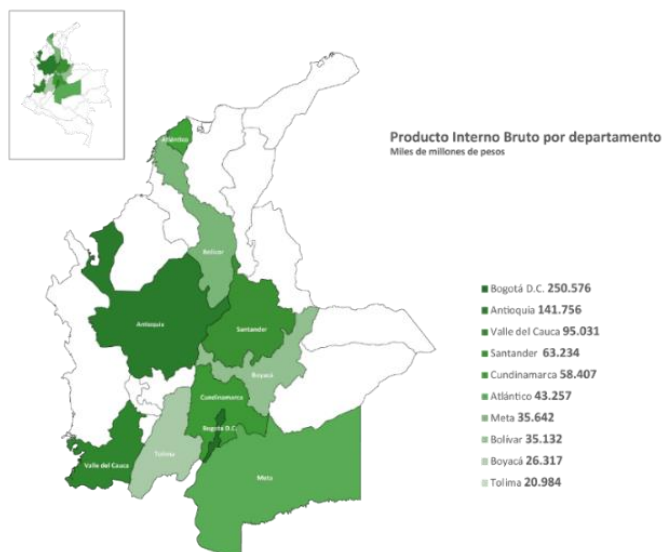 Producto Interno Bruto por departamento
Miles de millones de pesos
Atlántico
Bolívar
Antioquia
Santander
Boyacá
Cundinamarca
Bogotá D.C.
Tolima
Valle del Cauca
Meta
Bogotá D.C. 250.576
Antioquia 141.756
Valle del Cauca 95.031
Santander 63.234
Cundinamarca 58.407
Atlántico 43.257
Meta 35.642
Bolívar 35.132
Boyacá 26.317
Tolima 20.984